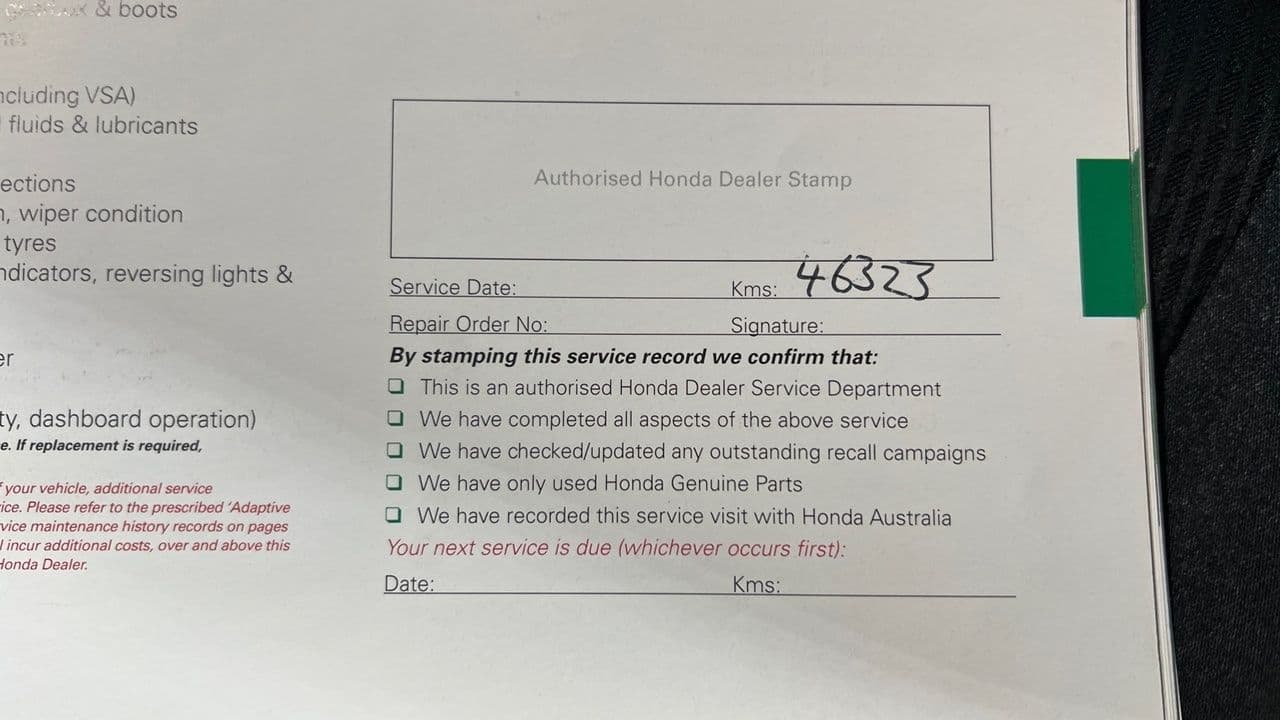 & boots
ncluding VSA)
fluids & lubricants
ections
, wiper condition
tyres
ndicators, reversing lights &
er
ty, dashboard operation)
e. If replacement is required,
f your vehicle, additional service
ice. Please refer to the prescribed ‘Adaptive
vice maintenance history records on pages
l incur additional costs, over and above this
Honda Dealer.
Authorised Honda Dealer Stamp
Service Date: Kms: 46323
Repair Order No: Signature:
By stamping this service record we confirm that:
❑ This is an authorised Honda Dealer Service Department
❑ We have completed all aspects of the above service
❑ We have checked/updated any outstanding recall campaigns
❑ We have only used Honda Genuine Parts
❑ We have recorded this service visit with Honda Australia
Your next service is due (whichever occurs first):
Date: Kms: